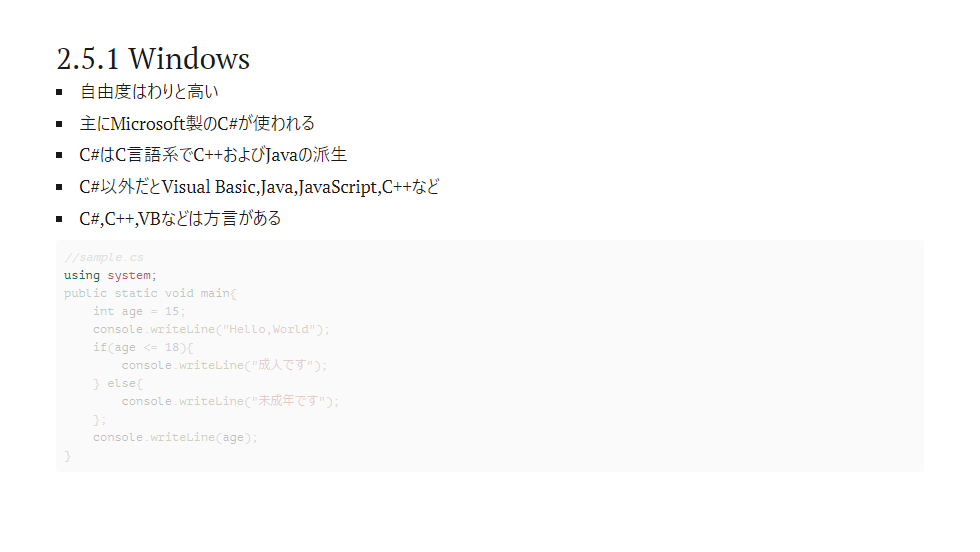 2.5.1 Windows
自由度はわりと高い
主にMicrosoft製のC#が使われる
C#はC言語系でC++およびJavaの派生
C#以外だとVisual Basic,Java,JavaScript,C++など
C#,C++,VBなどは方言がある
//sample.cs
using system;
public static void main{
    int age = 15;
    console.writeLine("Hello,World");
    if(age <= 18){
        console.writeLine("成人です");
    } else{
        console.writeLine("未成年です");
    };
    console.writeLine(age);
}